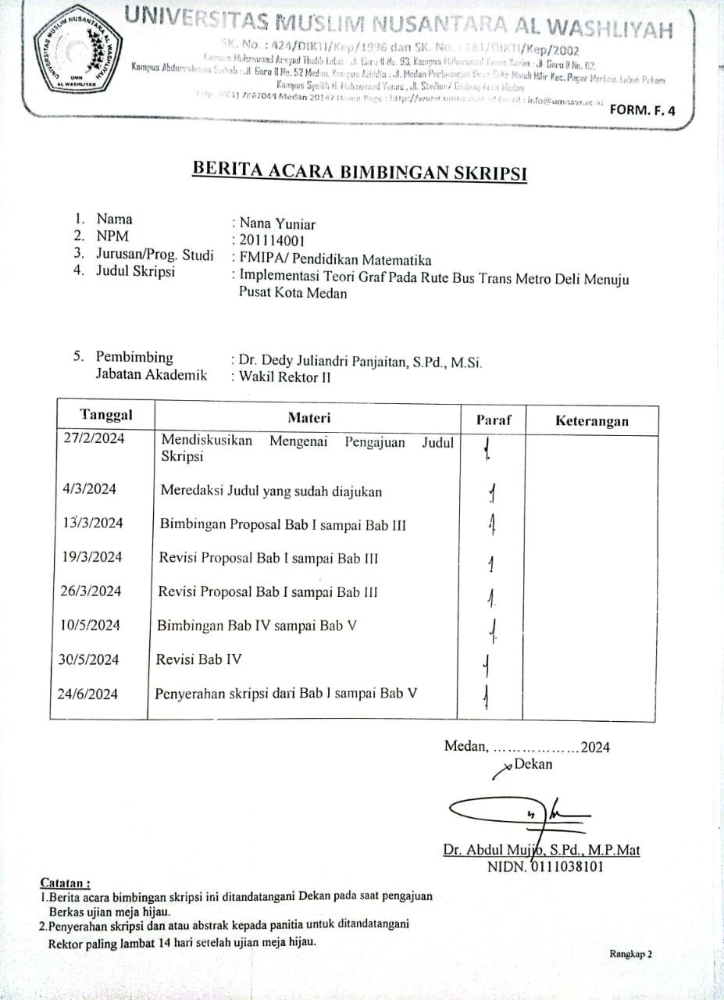 UNIVERSITAS MUSLIM NUSANTARA AL WASHLIYAH
SK. No. : 424/DIKTI/Kep/1996 dan SK. No. : 181/DIKTI/Kep/2002
Kampus Muhammad Arsyad Thalib Lubis : Jl. Garu II No. 93, Kampus Muhammad Yunus Karim : Jl. Garu II No. 02,
Kampus Abdurrahman Syihab : Jl. Garu II No. 52 Medan, Kampus Aziddin : Jl. Medan Perbaungan Desa Suka Mandi Hilir Kec. Pagar Merbau, Lubuk Pakam
Kampus Syeikh H. Muhammad Yunus, Jl. Stadion/ Gedung Arca Medan
Telp. (061) 7867044 Medan 20147 Home Page : http://www.umnaw.ac.id Email : info@umnaw.ac.id
UNIVERSITAS MUSLIM NUSANTARA AL WASHLIYAH
UMN
AL WASHLIYAH
FORM. F. 4
BERITA ACARA BIMBINGAN SKRIPSI
1. Nama : Nana Yuniar
2. NPM : 201114001
3. Jurusan/Prog. Studi : FMIPA/ Pendidikan Matematika
4. Judul Skripsi : Implementasi Teori Graf Pada Rute Bus Trans Metro Deli Menuju
Pusat Kota Medan
5. Pembimbing : Dr. Dedy Juliandri Panjaitan, S.Pd., M.Si.
Jabatan Akademik : Wakil Rektor II
Tanggal Materi Paraf Keterangan
27/2/2024 Mendiskusikan Mengenai Pengajuan Judul
Skripsi
4/3/2024 Meredaksi Judul yang sudah diajukan
13/3/2024 Bimbingan Proposal Bab I sampai Bab III
19/3/2024 Revisi Proposal Bab I sampai Bab III
26/3/2024 Revisi Proposal Bab I sampai Bab III
10/5/2024 Bimbingan Bab IV sampai Bab V
30/5/2024 Revisi Bab IV
24/6/2024 Penyerahan skripsi dari Bab I sampai Bab V
Medan, ………………2024
Dekan
Dr. Abdul Mujib, S.Pd., M.P.Mat
NIDN. 0111038101
Catatan :
1.Berita acara bimbingan skripsi ini ditandatangani Dekan pada saat pengajuan
Berkas ujian meja hijau.
2.Penyerahan skripsi dan atau abstrak kepada panitia untuk ditandatangani
Rektor paling lambat 14 hari setelah ujian meja hijau.
Rangkap 2